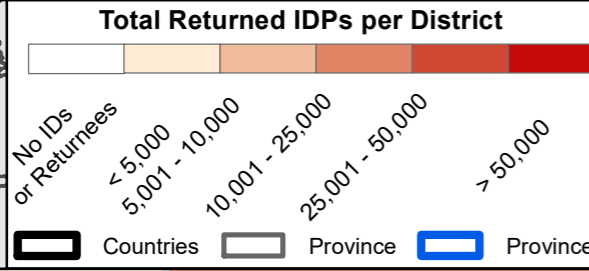 Total Returned IDPs per District
No IDs
or Returnees
< 5,000
5,001 - 10,000
10,001 - 25,000
25,001 - 50,000
> 50,000
Countries Province Province